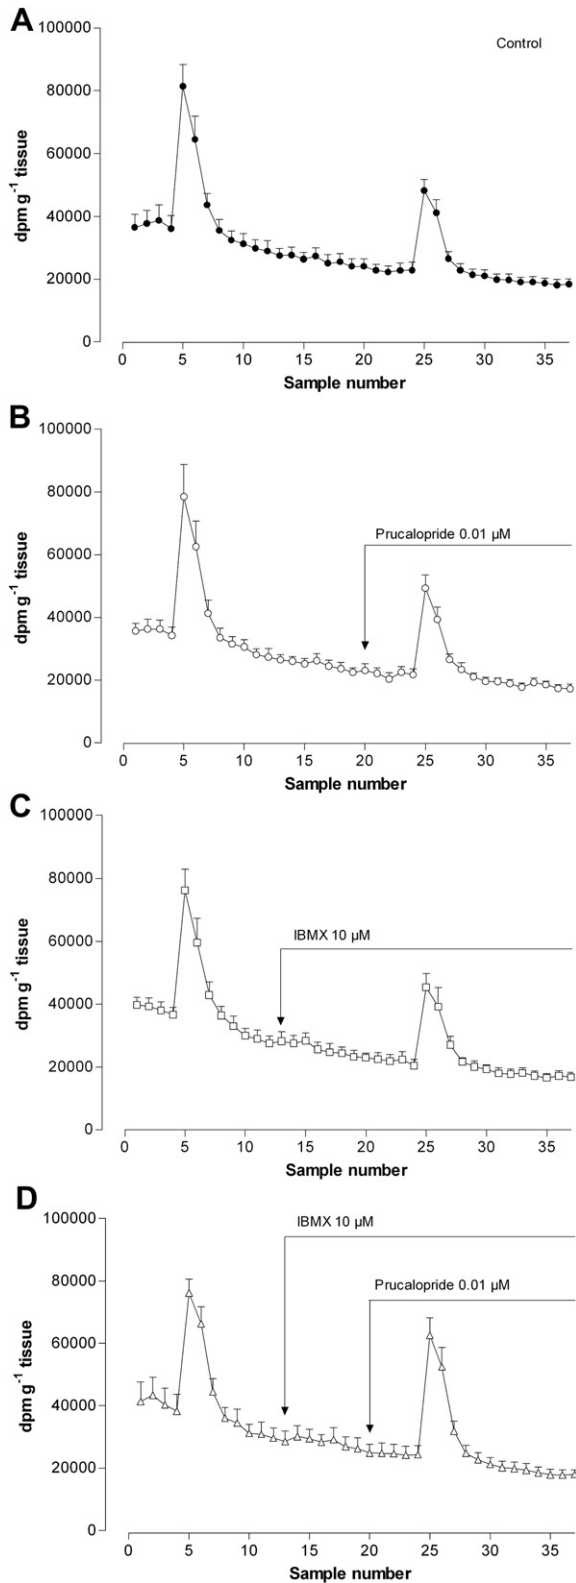 A
100000
Control
80000
60000
40000
20000
0
dpm g⁻¹ tissue
0 5 10 15 20 25 30 35
Sample number
B
100000
80000
Prucalopride 0.01 µM
60000
40000
20000
0
dpm g⁻¹ tissue
0 5 10 15 20 25 30 35
Sample number
C
100000
80000
IBMX 10 µM
60000
40000
20000
0
dpm g⁻¹ tissue
0 5 10 15 20 25 30 35
Sample number
D
IBMX 10 µM
100000
Prucalopride 0.01 µM
80000
60000
40000
20000
0
dpm g⁻¹ tissue
0 5 10 15 20 25 30 35
Sample number